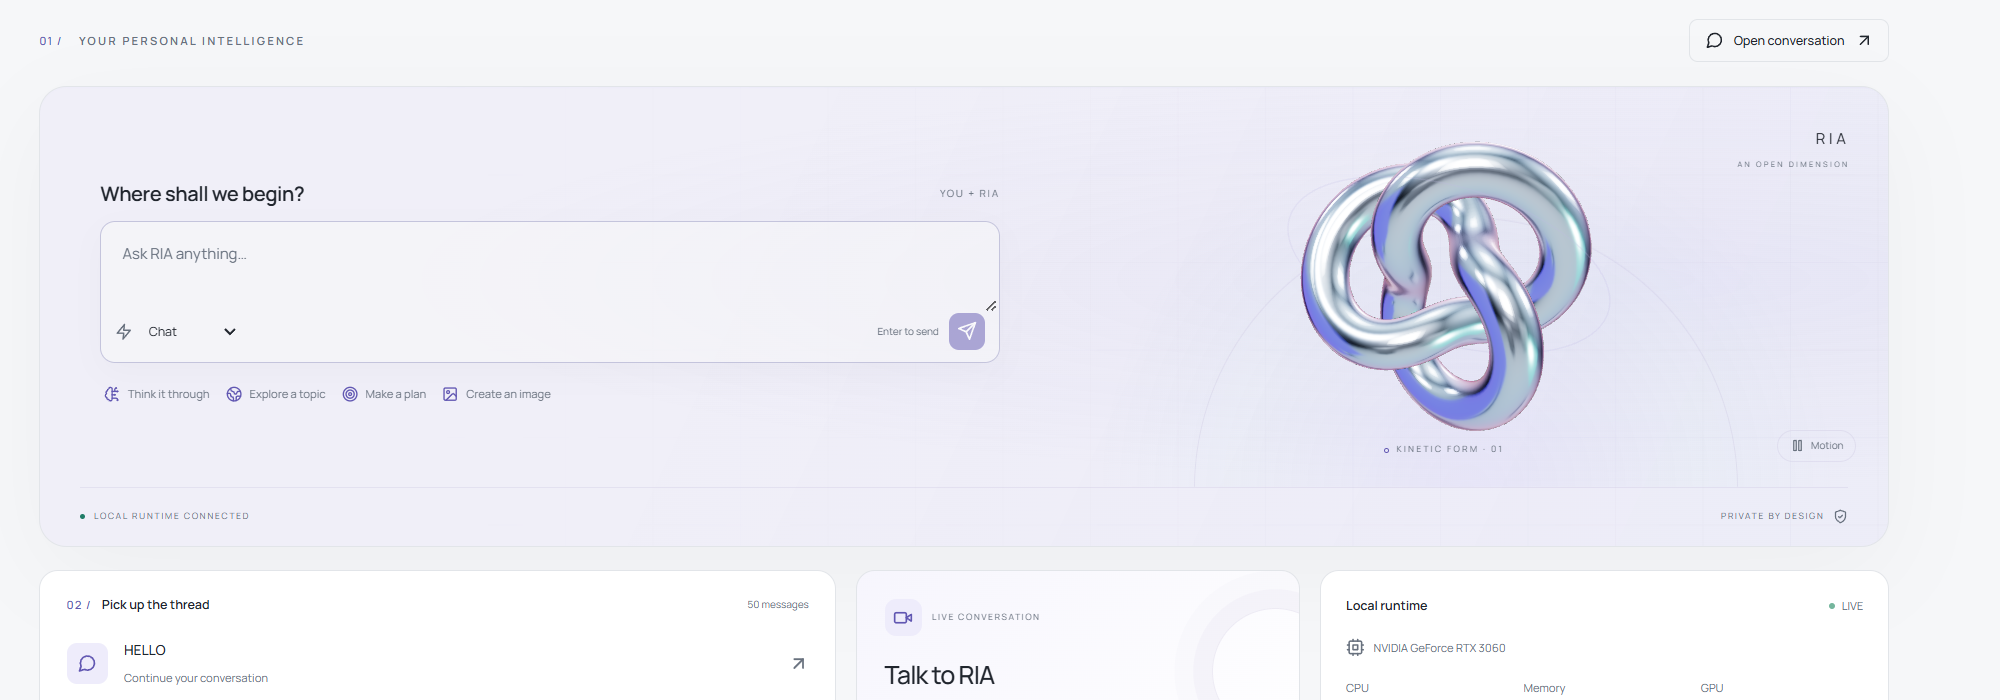 01 / YOUR PERSONAL INTELLIGENCE
Open conversation
RIA
AN OPEN DIMENSION
Where shall we begin?
YOU + RIA
Ask RIA anything...
Chat
Enter to send
Think it through
Explore a topic
Make a plan
Create an image
KINETIC FORM · 01
Motion
LOCAL RUNTIME CONNECTED
PRIVATE BY DESIGN
02 / Pick up the thread
50 messages
HELLO
Continue your conversation
LIVE CONVERSATION
Talk to RIA
Local runtime
LIVE
NVIDIA GeForce RTX 3060
CPU
Memory
GPU